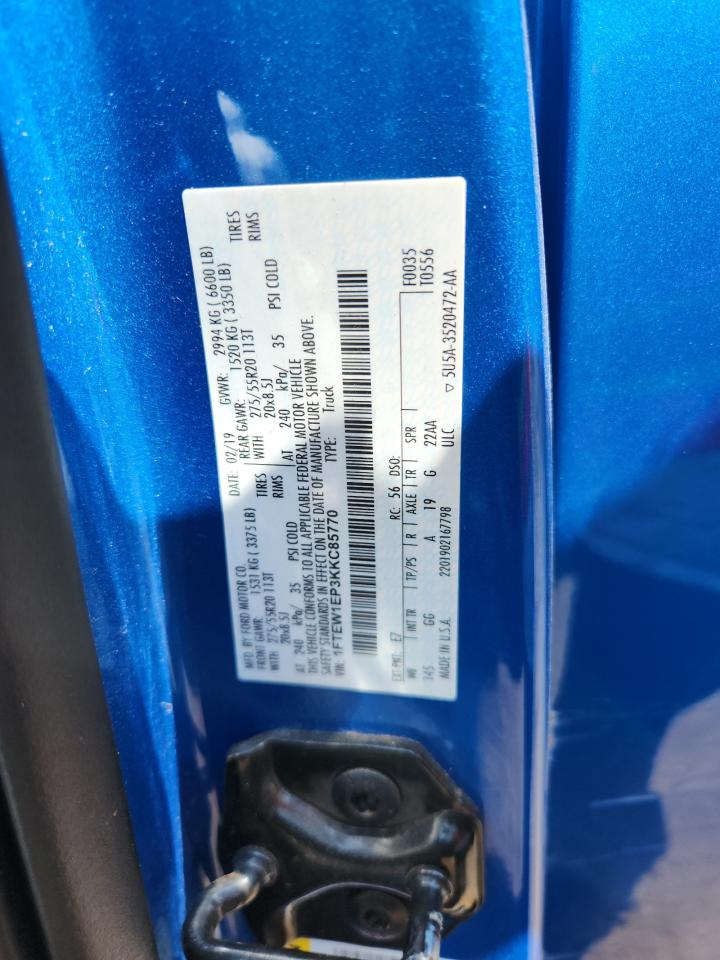 MFD. BY FORD MOTOR CO. DATE: 02/19 GVWR: 2994 KG ( 6600 LB)
FRONT GAWR: 1531 KG ( 3375 LB) REAR GAWR: 1520 KG ( 3350 LB)
WITH 275/55R20 113T TIRES WITH 275/55R20 113T TIRES
20x8.5J RIMS 20x8.5J RIMS
AT 240 kPa/ 35 PSI COLD AT 240 kPa/ 35 PSI COLD
THIS VEHICLE CONFORMS TO ALL APPLICABLE FEDERAL MOTOR VEHICLE
SAFETY STANDARDS IN EFFECT ON THE DATE OF MANUFACTURE SHOWN ABOVE.
VIN: 1FTEW1EP3KKC85770 TYPE: Truck
EXT PNT: E7 RC: 56 DSO: F0035
WB INT TR TP/PS R AXLE TR SPR T0556
145 GG A 19 G 22AA
MADE IN U.S.A. 2201902167798 ULC ▽ 5U5A-3520472-AA